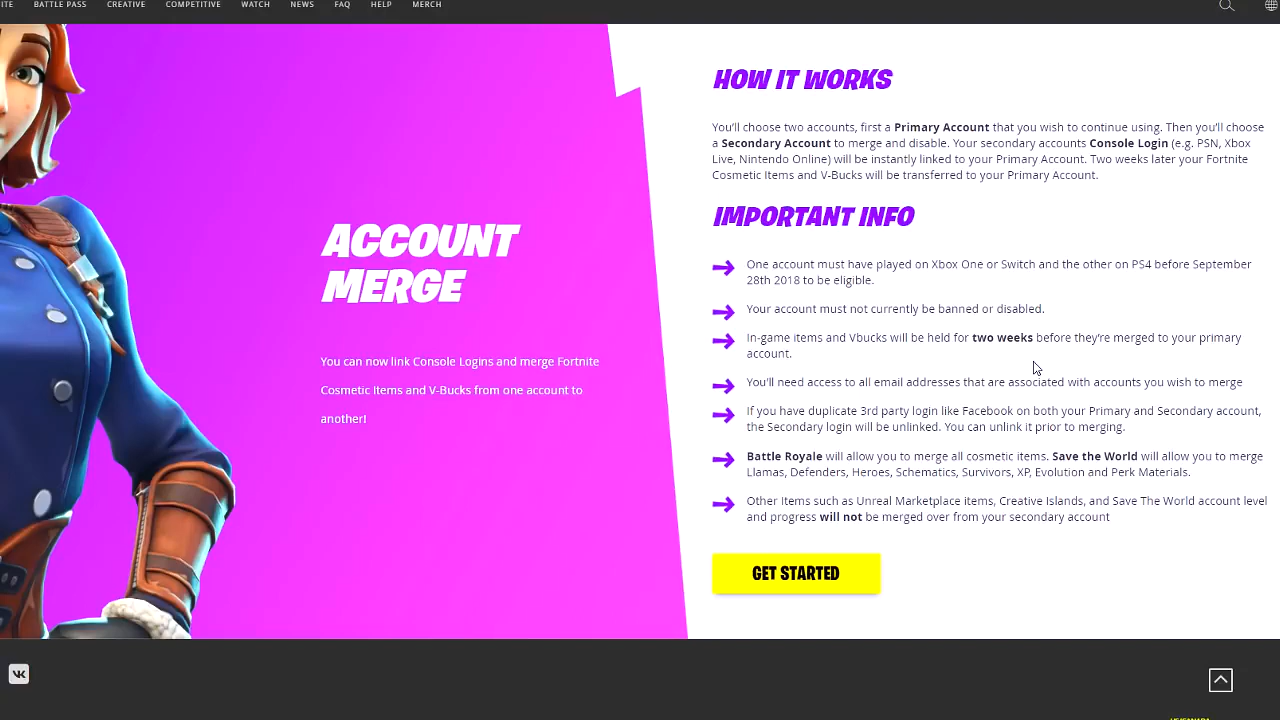 ITE BATTLE PASS CREATIVE COMPETITIVE WATCH NEWS FAQ HELP MERCH
ACCOUNT
MERGE
You can now link Console Logins and merge Fortnite
Cosmetic Items and V-Bucks from one account to
another!
HOW IT WORKS
You'll choose two accounts, first a Primary Account that you wish to continue using. Then you'll choose
a Secondary Account to merge and disable. Your secondary accounts Console Login (e.g. PSN, Xbox
Live, Nintendo Online) will be instantly linked to your Primary Account. Two weeks later your Fortnite
Cosmetic Items and V-Bucks will be transferred to your Primary Account.
IMPORTANT INFO
One account must have played on Xbox One or Switch and the other on PS4 before September
28th 2018 to be eligible.
Your account must not currently be banned or disabled.
In-game items and Vbucks will be held for two weeks before they're merged to your primary
account.
You'll need access to all email addresses that are associated with accounts you wish to merge
If you have duplicate 3rd party login like Facebook on both your Primary and Secondary account,
the Secondary login will be unlinked. You can unlink it prior to merging.
Battle Royale will allow you to merge all cosmetic items. Save the World will allow you to merge
Llamas, Defenders, Heroes, Schematics, Survivors, XP, Evolution and Perk Materials.
Other Items such as Unreal Marketplace items, Creative Islands, and Save The World account level
and progress will not be merged over from your secondary account
GET STARTED